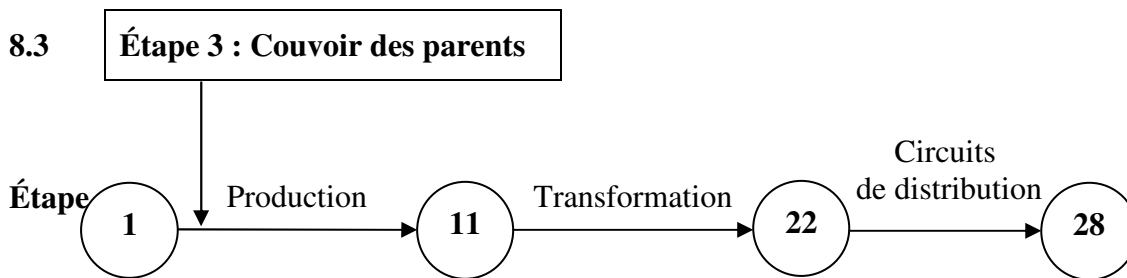 8.3 Étape 3 : Couvoir des parents
Circuits
de distribution
Étape 1 Production 11 Transformation 22 28